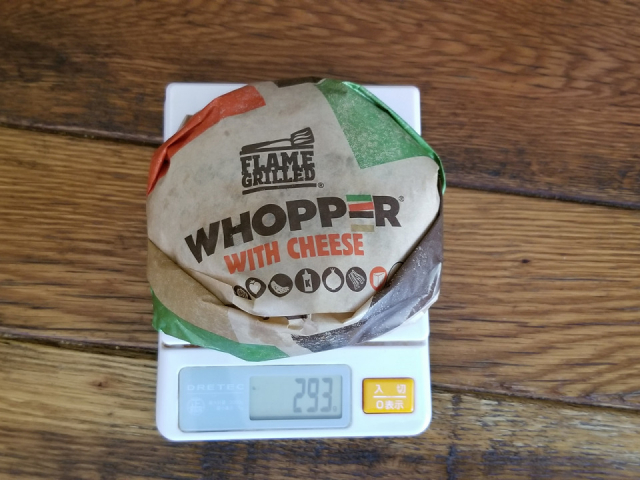 FLAME
GRILLED®
WHOPPER®
WITH CHEESE
DRETEC
293
入 切
0表示